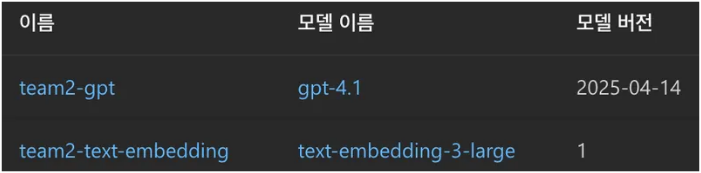 이름 모델 이름 모델 버전
team2-gpt gpt-4.1 2025-04-14
team2-text-embedding text-embedding-3-large 1